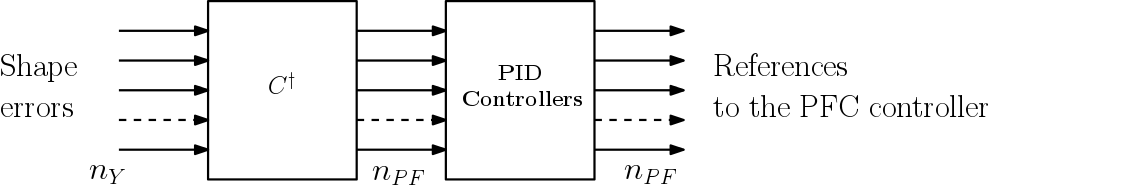 Shape
errors
n_Y
C^†
n_{PF}
PID
Controllers
n_{PF}
References
to the PFC controller